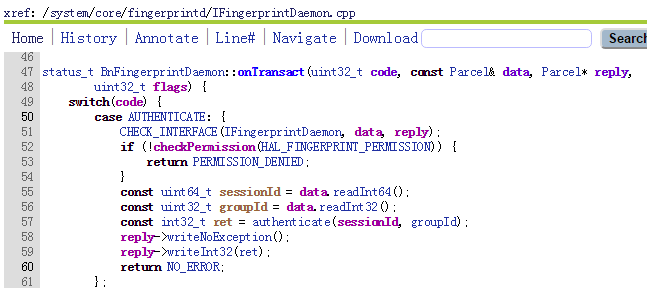 xref: /system/core/fingerprintd/IFingerprintDaemon.cpp
Home | History | Annotate | Line# | Navigate | Download Search
46
47 status_t BnFingerprintDaemon::onTransact(uint32_t code, const Parcel& data, Parcel* reply,
48 uint32_t flags) {
49 switch(code) {
50 case AUTHENTICATE: {
51 CHECK_INTERFACE(IFingerprintDaemon, data, reply);
52 if (!checkPermission(HAL_FINGERPRINT_PERMISSION)) {
53 return PERMISSION_DENIED;
54 }
55 const uint64_t sessionId = data.readInt64();
56 const uint32_t groupId = data.readInt32();
57 const int32_t ret = authenticate(sessionId, groupId);
58 reply->writeNoException();
59 reply->writeInt32(ret);
60 return NO_ERROR;
61 };